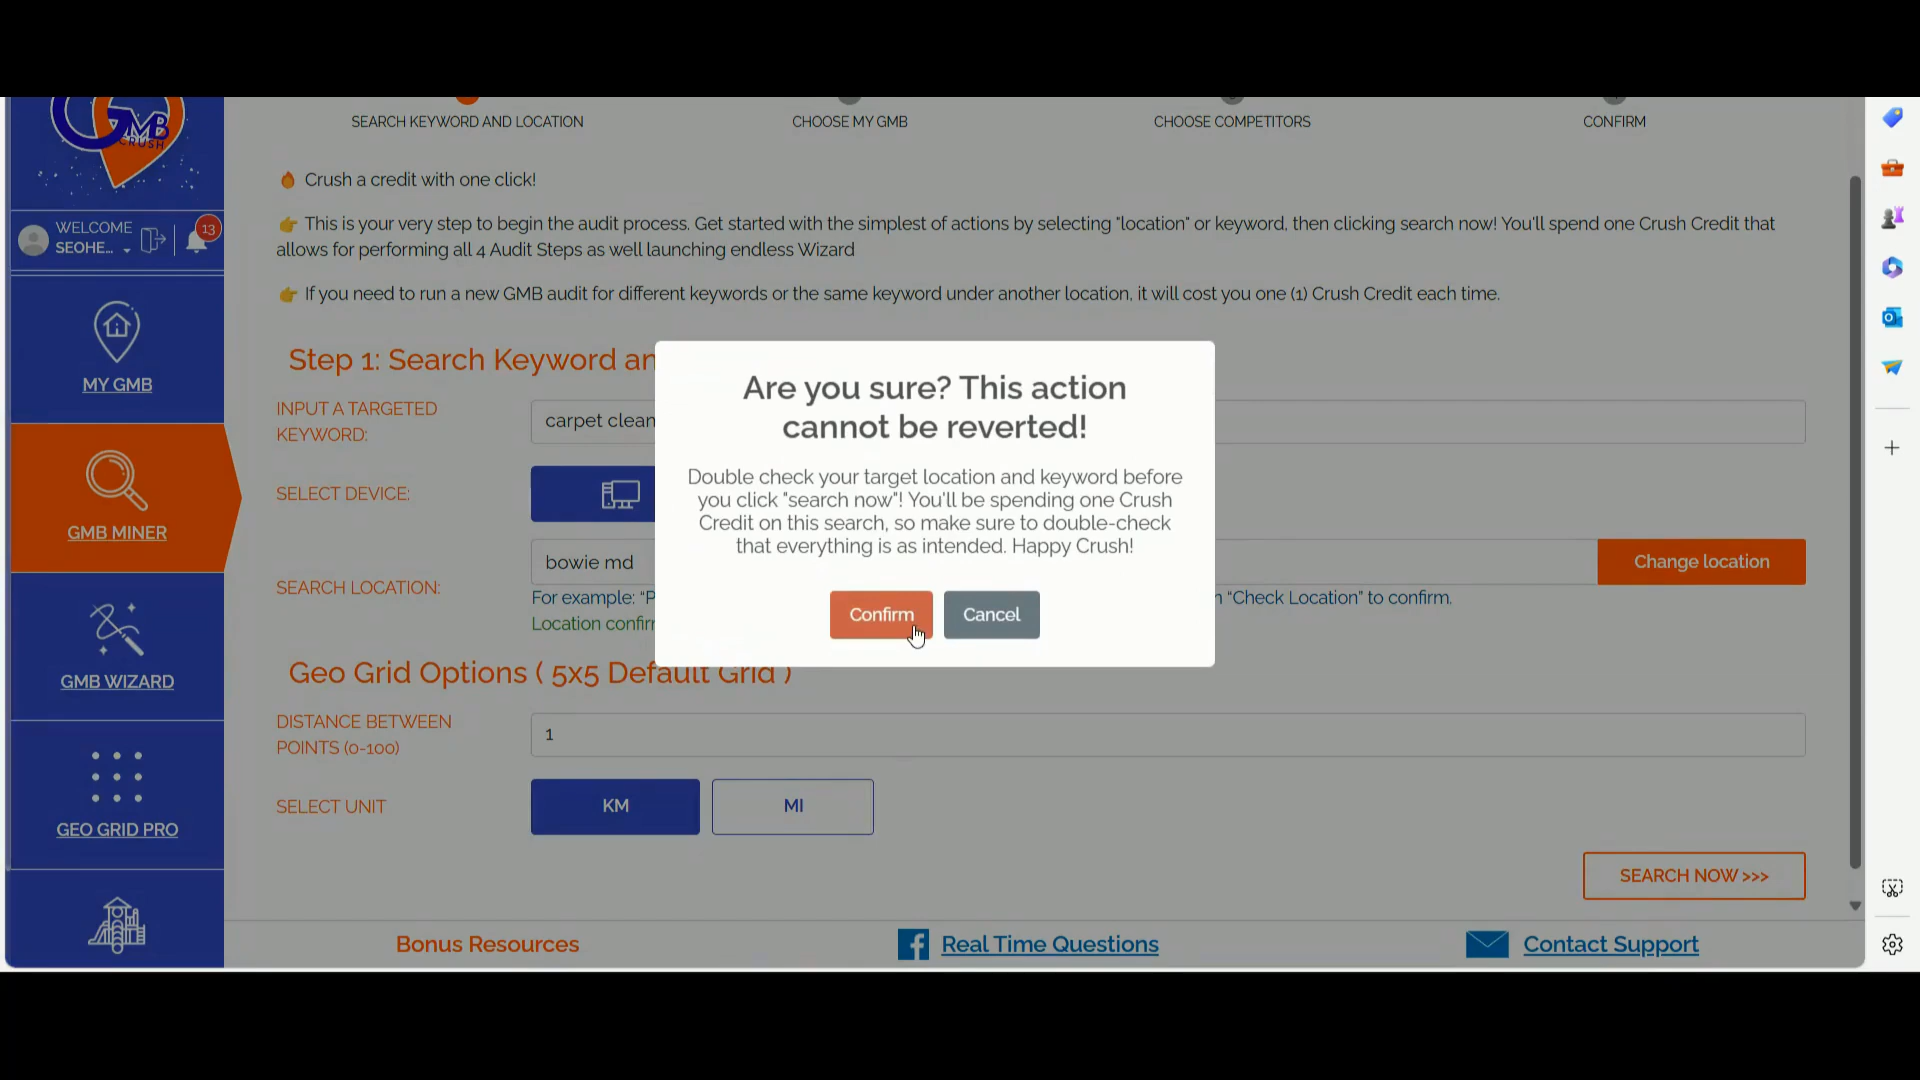 GMB
CRUSH
WELCOME
SEOHE...
13
MY GMB
GMB MINER
GMB WIZARD
GEO GRID PRO
SEARCH KEYWORD AND LOCATION
CHOOSE MY GMB
CHOOSE COMPETITORS
CONFIRM
🔥 Crush a credit with one click!
👉 This is your very step to begin the audit process. Get started with the simplest of actions by selecting "location" or keyword, then clicking search now! You'll spend one Crush Credit that
allows for performing all 4 Audit Steps as well launching endless Wizard
👉 If you need to run a new GMB audit for different keywords or the same keyword under another location, it will cost you one (1) Crush Credit each time.
Step 1: Search Keyword an
INPUT A TARGETED
KEYWORD:
carpet clean
SELECT DEVICE:
SEARCH LOCATION:
bowie md
Change location
For example: "P
"Check Location" to confirm.
Location confir
Are you sure? This action
cannot be reverted!
Double check your target location and keyword before
you click "search now"! You'll be spending one Crush
Credit on this search, so make sure to double-check
that everything is as intended. Happy Crush!
Confirm
Cancel
Geo Grid Options ( 5x5 Default Grid )
DISTANCE BETWEEN
POINTS (0-100)
1
SELECT UNIT
KM
MI
SEARCH NOW >>>
Bonus Resources
Real Time Questions
Contact Support